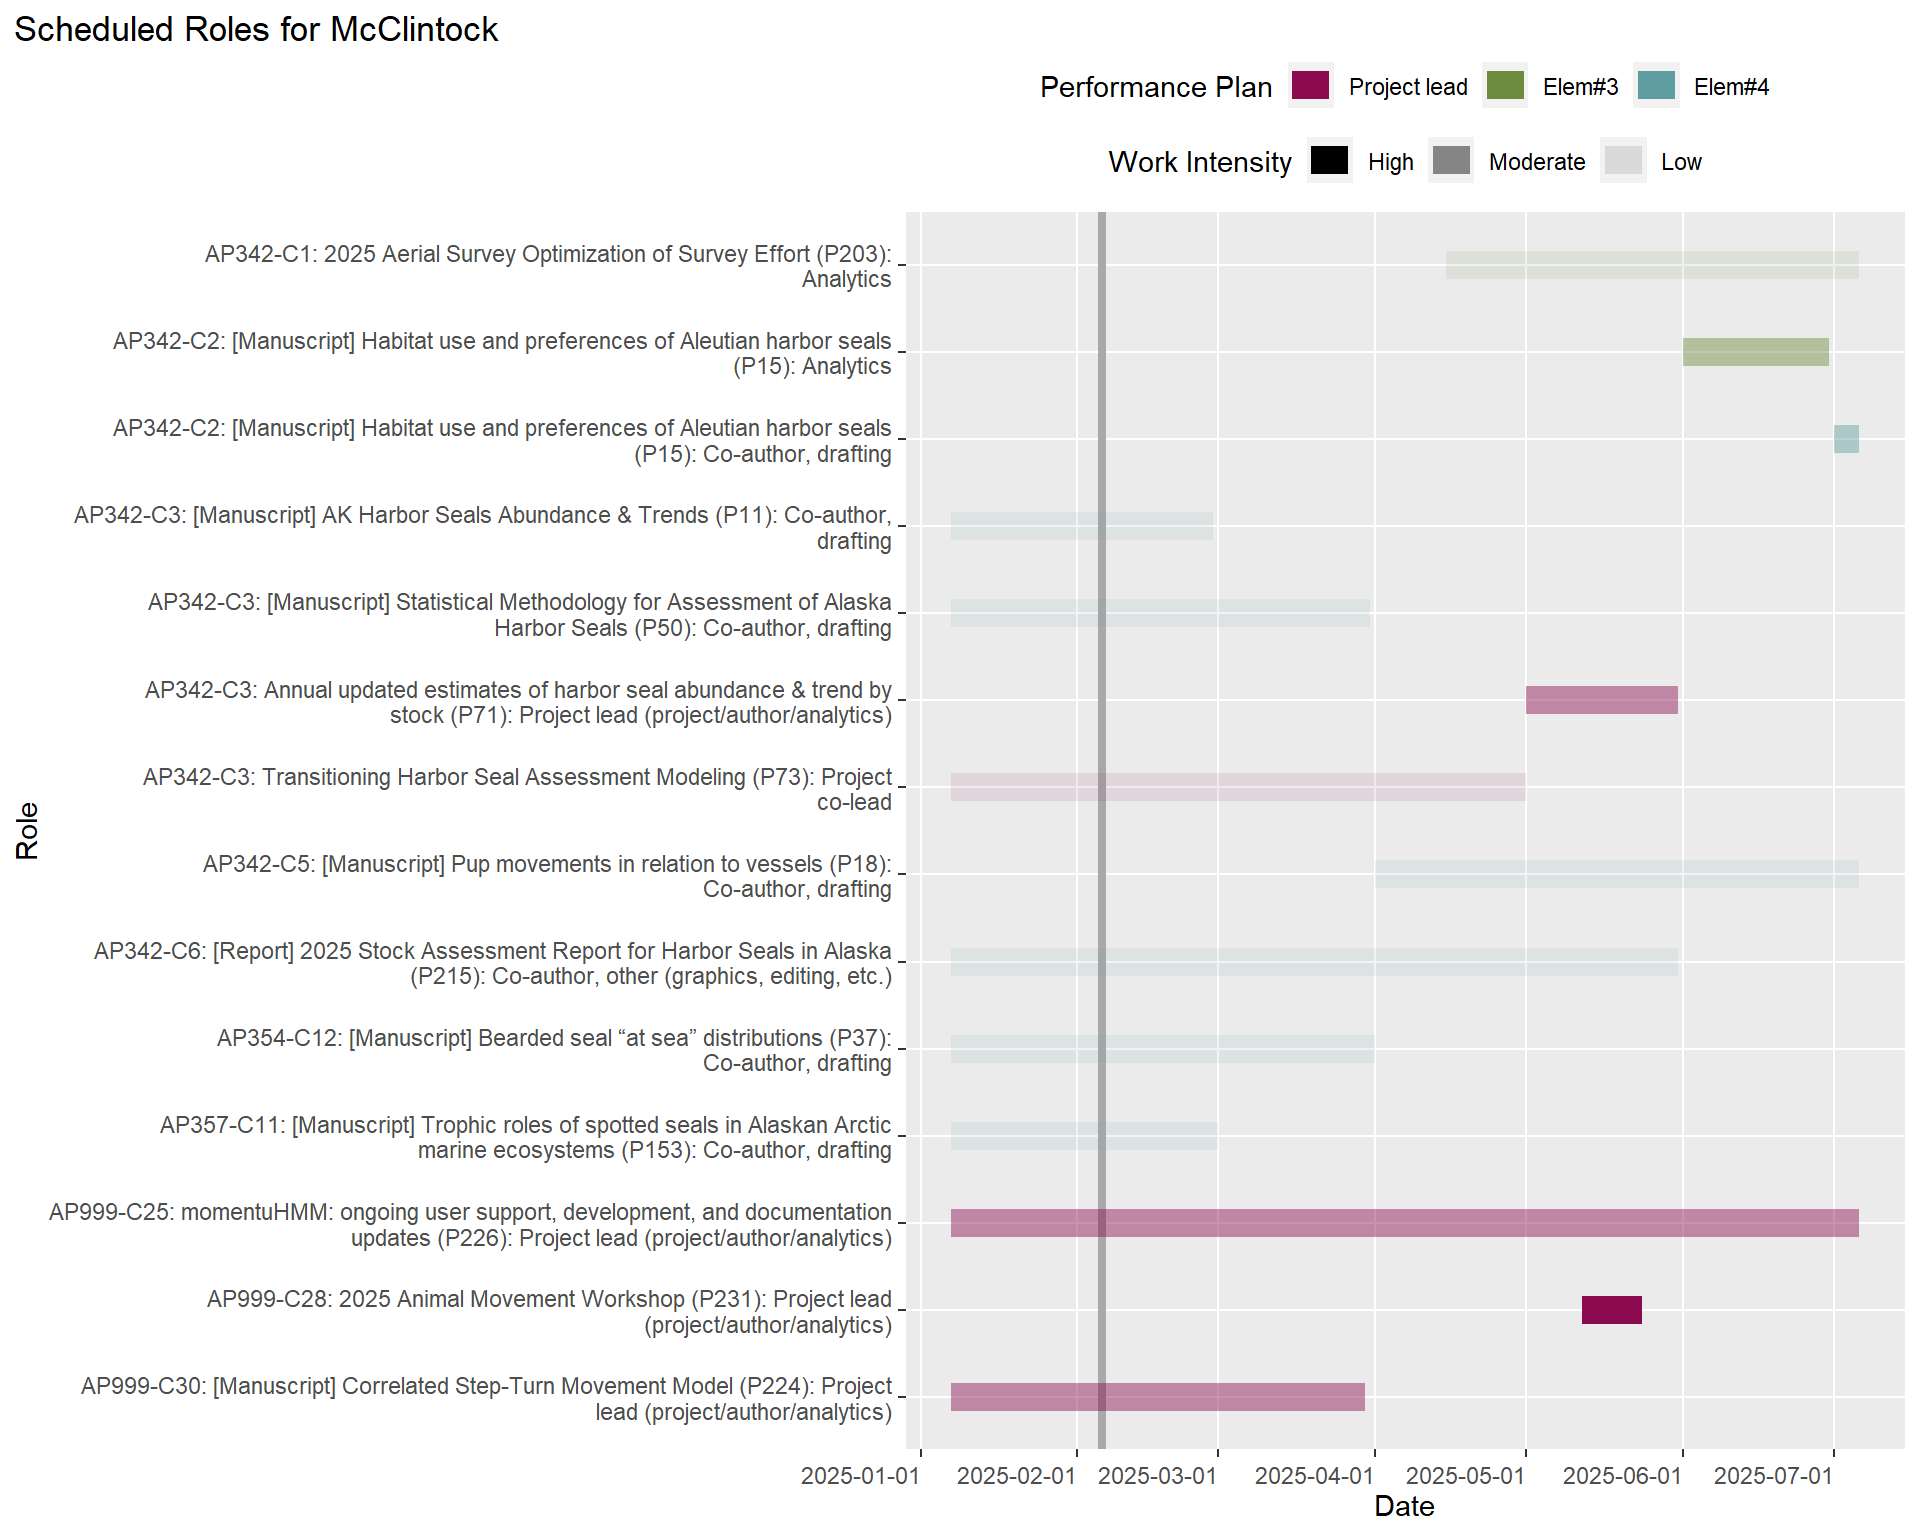 Scheduled Roles for McClintock
Performance Plan Project lead Elem#3 Elem#4
Work Intensity High Moderate Low
AP342-C1: 2025 Aerial Survey Optimization of Survey Effort (P203):
Analytics
AP342-C2: [Manuscript] Habitat use and preferences of Aleutian harbor seals
(P15): Analytics
AP342-C2: [Manuscript] Habitat use and preferences of Aleutian harbor seals
(P15): Co-author, drafting
AP342-C3: [Manuscript] AK Harbor Seals Abundance & Trends (P11): Co-author,
drafting
AP342-C3: [Manuscript] Statistical Methodology for Assessment of Alaska
Harbor Seals (P50): Co-author, drafting
AP342-C3: Annual updated estimates of harbor seal abundance & trend by
stock (P71): Project lead (project/author/analytics)
AP342-C3: Transitioning Harbor Seal Assessment Modeling (P73): Project
co-lead
AP342-C5: [Manuscript] Pup movements in relation to vessels (P18):
Co-author, drafting
AP342-C6: [Report] 2025 Stock Assessment Report for Harbor Seals in Alaska
(P215): Co-author, other (graphics, editing, etc.)
AP354-C12: [Manuscript] Bearded seal “at sea” distributions (P37):
Co-author, drafting
AP357-C11: [Manuscript] Trophic roles of spotted seals in Alaskan Arctic
marine ecosystems (P153): Co-author, drafting
AP999-C25: momentuHMM: ongoing user support, development, and documentation
updates (P226): Project lead (project/author/analytics)
AP999-C28: 2025 Animal Movement Workshop (P231): Project lead
(project/author/analytics)
AP999-C30: [Manuscript] Correlated Step-Turn Movement Model (P224): Project
lead (project/author/analytics)
Role
2025-01-01 2025-02-01 2025-03-01 2025-04-01 2025-05-01 2025-06-01 2025-07-01
Date